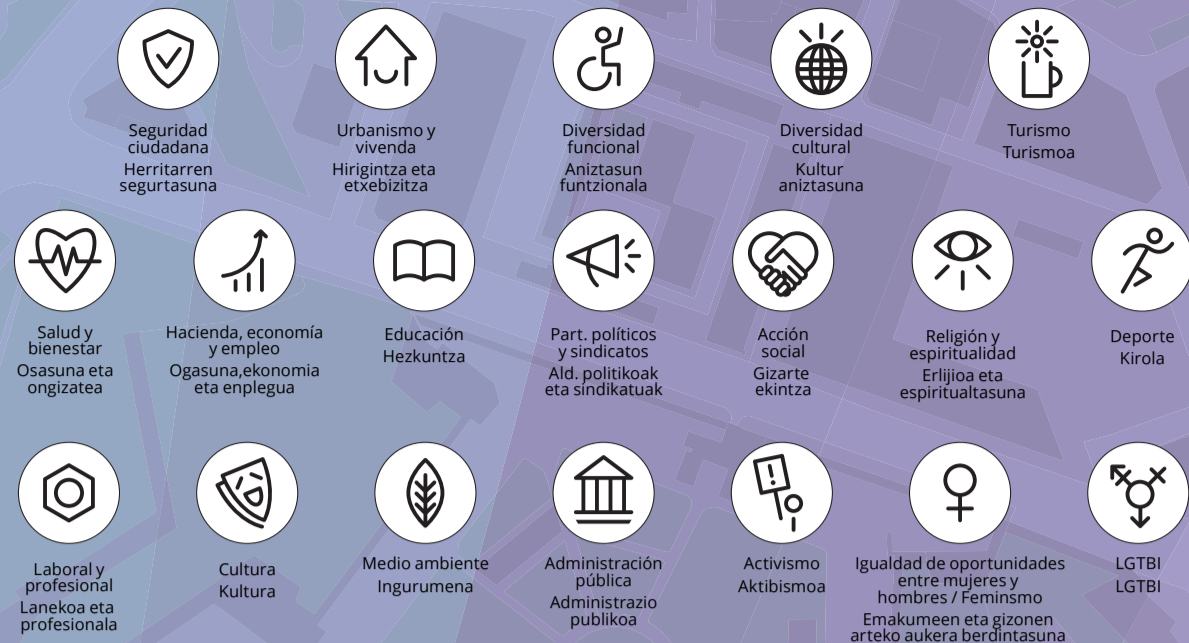 Seguridad
ciudadana
Herritarren
segurtasuna
Urbanismo y
vivenda
Hirigintza eta
etxebizitza
Diversidad
funcional
Aniztasun
funtzionala
Diversidad
cultural
Kultur
aniztasuna
Turismo
Turismoa
Salud y
bienestar
Osasuna eta
ongizatea
Hacienda, economía
y empleo
Ogasuna,ekonomia
eta enplegua
Educación
Hezkuntza
Part. políticos
y sindicatos
Ald. politikoak
eta sindikatuak
Acción
social
Gizarte
ekintza
Religión y
espiritualidad
Erlijioa eta
espiritualtasuna
Deporte
Kirola
Laboral y
profesional
Lanekoa eta
profesionala
Cultura
Kultura
Medio ambiente
Ingurumena
Administración
pública
Administrazio
publikoa
Activismo
Aktibismoa
Igualdad de oportunidades
entre mujeres y
hombres / Feminsmo
Emakumeen eta gizonen
arteko aukera berdintasuna
LGTBI
LGTBI